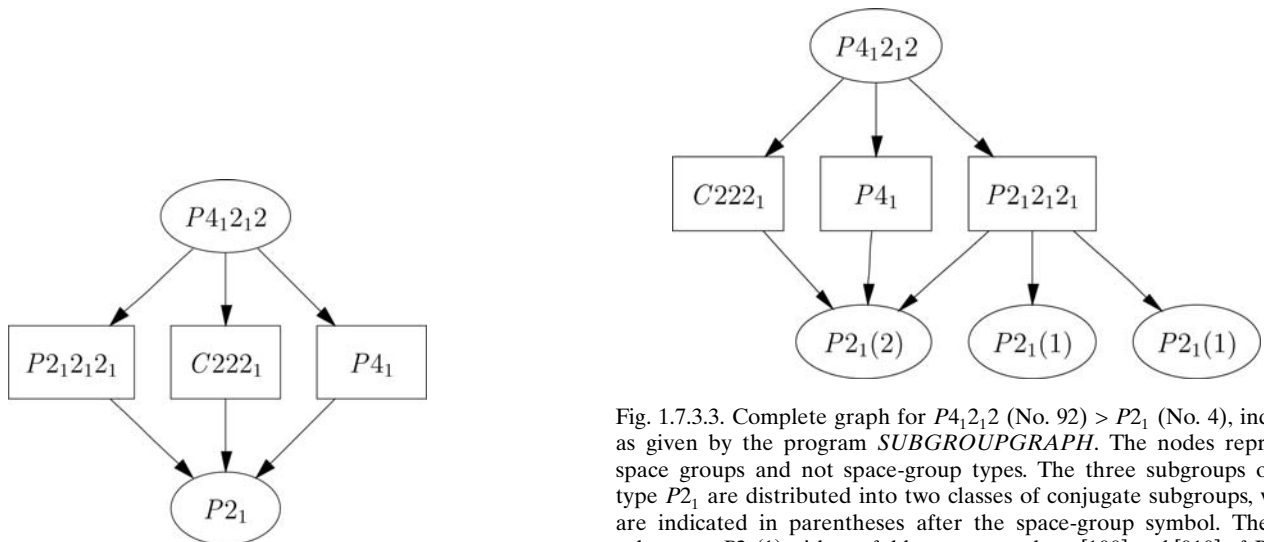 P4₁2₁2
P2₁2₁2₁ C222₁ P4₁
P2₁
P4₁2₁2
C222₁ P4₁ P2₁2₁2₁
P2₁(2) P2₁(1) P2₁(1)
Fig. 1.7.3.3. Complete graph for P4₁2₁2 (No. 92) > P2₁ (No. 4),
as given by the program SUBGROUPGRAPH. The nodes
space groups and not space-group types. The three subgroups
type P2₁ are distributed into two classes of conjugate subgroups,
are indicated in parentheses after the space-group symbol.